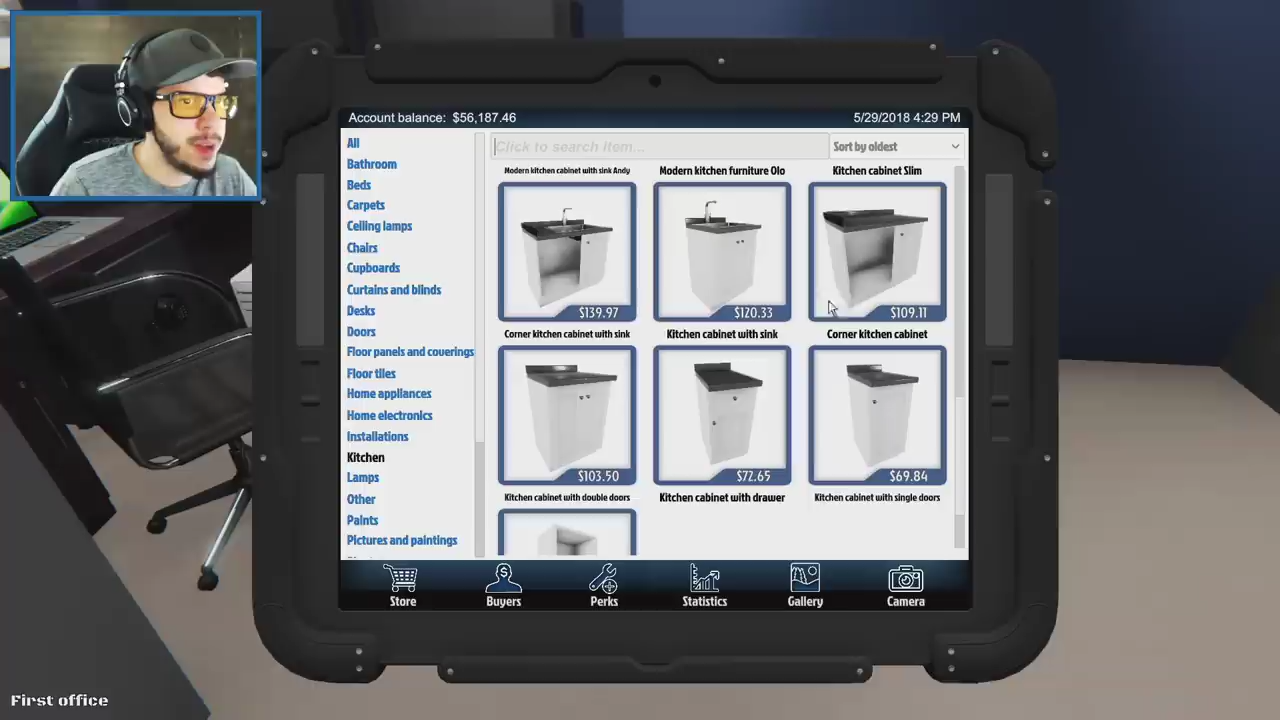 Account balance: $56,187.46
5/29/2018 4:29 PM
All
Bathroom
Beds
Carpets
Ceiling lamps
Chairs
Cupboards
Curtains and blinds
Desks
Doors
Floor panels and coverings
Floor tiles
Home appliances
Home electronics
Installations
Kitchen
Lamps
Other
Paints
Pictures and paintings
Click to search item...
Sort by oldest
Modern kitchen cabinet with sink Andy
Modern kitchen furniture Olo
Kitchen cabinet Slim
$139.97
$120.33
$109.11
Corner kitchen cabinet with sink
Kitchen cabinet with sink
Corner kitchen cabinet
$103.50
$72.65
$69.84
Kitchen cabinet with double doors
Kitchen cabinet with drawer
Kitchen cabinet with single doors
Store
Buyers
Perks
Statistics
Gallery
Camera
First office